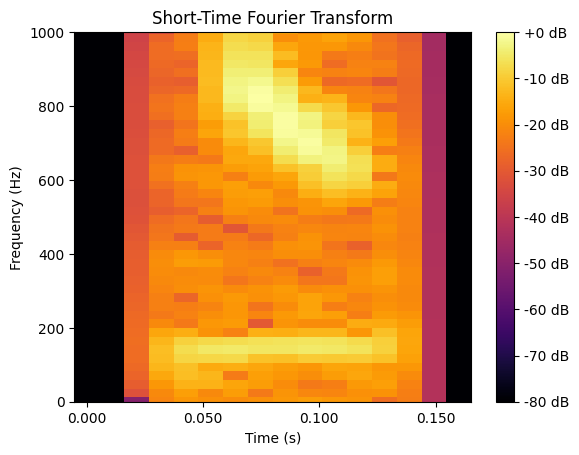 Short-Time Fourier Transform
1000
800
600
400
200
0
Frequency (Hz)
0.000
0.050
0.100
0.150
Time (s)
+0 dB
-10 dB
-20 dB
-30 dB
-40 dB
-50 dB
-60 dB
-70 dB
-80 dB